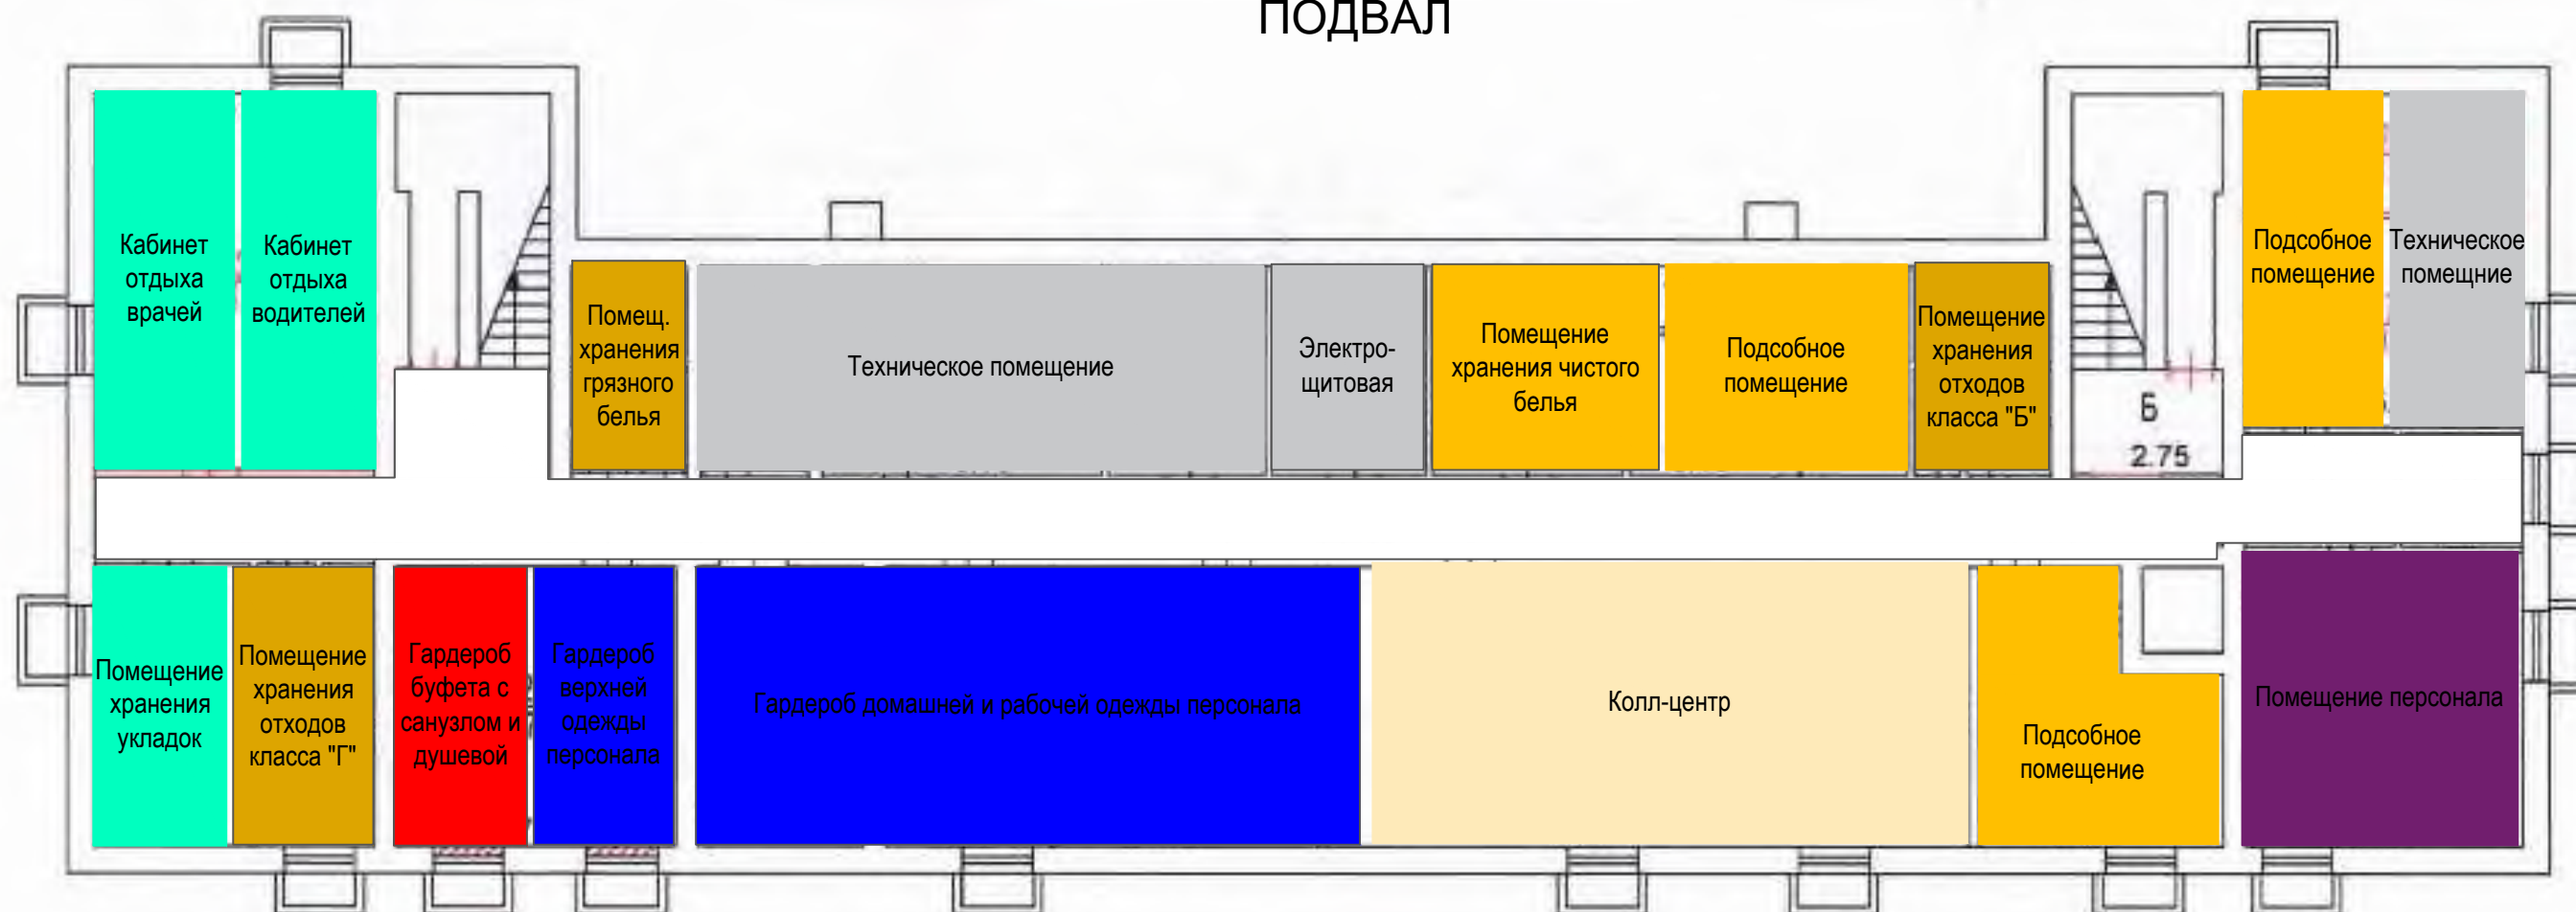 ПОДВАЛ
Кабинет
отдыха
врачей
Кабинет
отдыха
водителей
Помещ.
хранения
грязного
белья
Техническое помещение
Электро-
щитовая
Помещение
хранения чистого
белья
Подсобное
помещение
Помещение
хранения
отходов
класса "Б"
Б
2.75
Подсобное
помещение
Техническое
помещние
Помещение
хранения
укладок
Помещение
хранения
отходов
класса "Г"
Гардероб
буфета с
санузлом и
душевой
Гардероб
верхней
одежды
персонала
Гардероб домашней и рабочей одежды персонала
Колл-центр
Подсобное
помещение
Помещение персонала